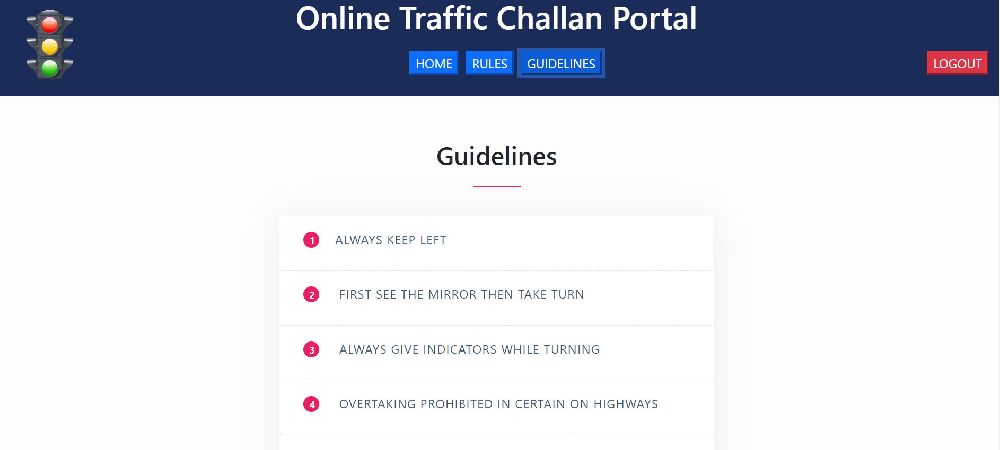 Online Traffic Challan Portal
HOME RULES GUIDELINES LOGOUT
Guidelines
1 ALWAYS KEEP LEFT
2 FIRST SEE THE MIRROR THEN TAKE TURN
3 ALWAYS GIVE INDICATORS WHILE TURNING
4 OVERTAKING PROHIBITED IN CERTAIN ON HIGHWAYS